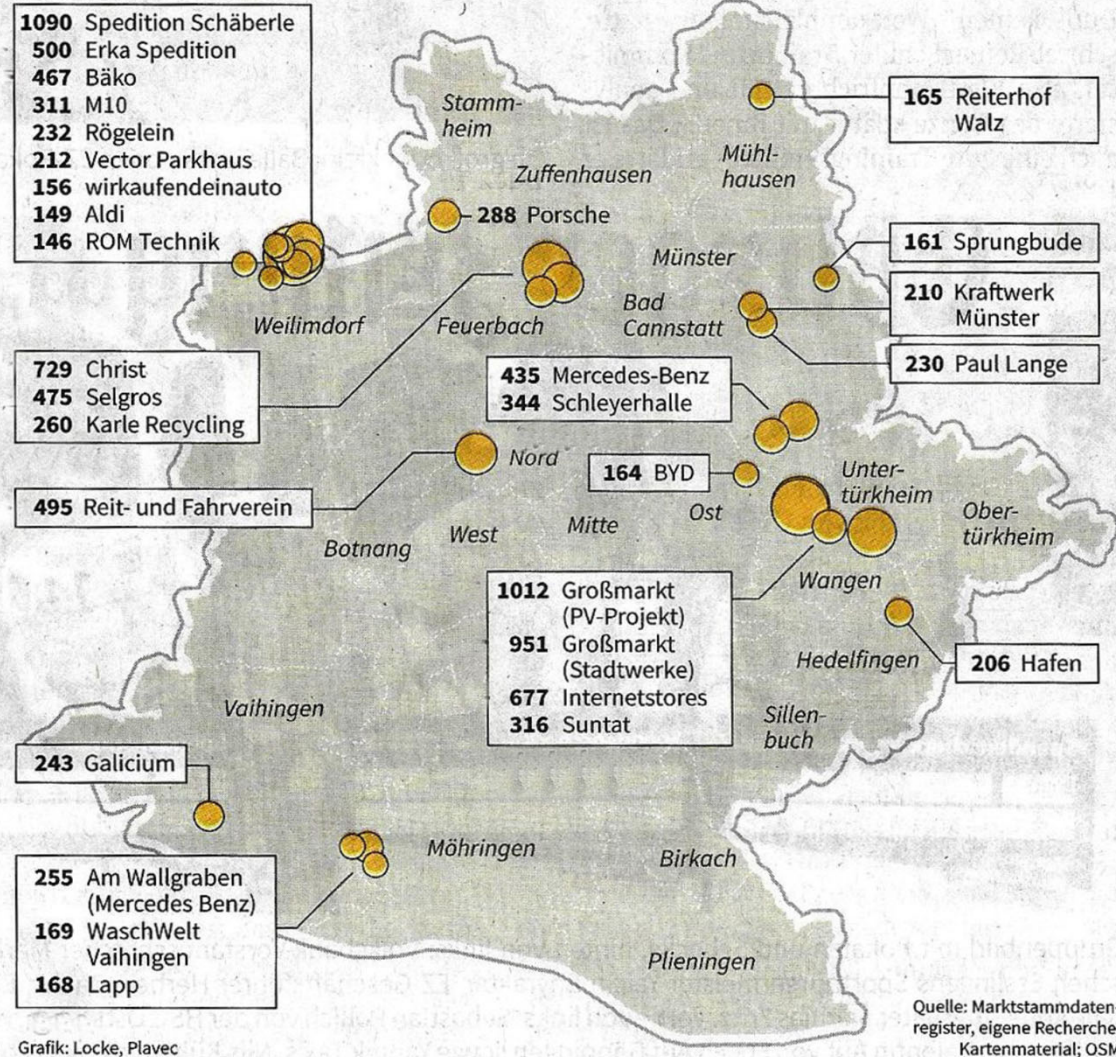 1090 Spedition Schäberle
500 Erka Spedition
467 Bäko
311 M10
232 Rögelein
212 Vector Parkhaus
156 wirkaufendeinauto
149 Aldi
146 ROM Technik
Stamm-
heim
Zuffenhausen
Mühl-
hausen
165 Reiterhof
Walz
288 Porsche
Münster
161 Sprungbude
210 Kraftwerk
Münster
230 Paul Lange
Weilimdorf
Feuerbach
Bad
Cannstatt
729 Christ
475 Selgros
260 Karle Recycling
435 Mercedes-Benz
344 Schleyerhalle
495 Reit- und Fahrverein
Nord
164 BYD
Unter-
türkheim
Ober-
türkheim
Botnang
West
Mitte
Ost
Wangen
1012 Großmarkt
(PV-Projekt)
951 Großmarkt
(Stadtwerke)
677 Internetstores
316 Suntat
Hedelfingen
206 Hafen
Vaihingen
Sillen-
buch
243 Galicium
Möhringen
Birkach
255 Am Wallgraben
(Mercedes Benz)
169 WaschWelt
Vaihingen
168 Lapp
Plieningen
Grafik: Locke, Plavec
Quelle: Marktstammdaten
register, eigene Recherche
Kartenmaterial: OSM